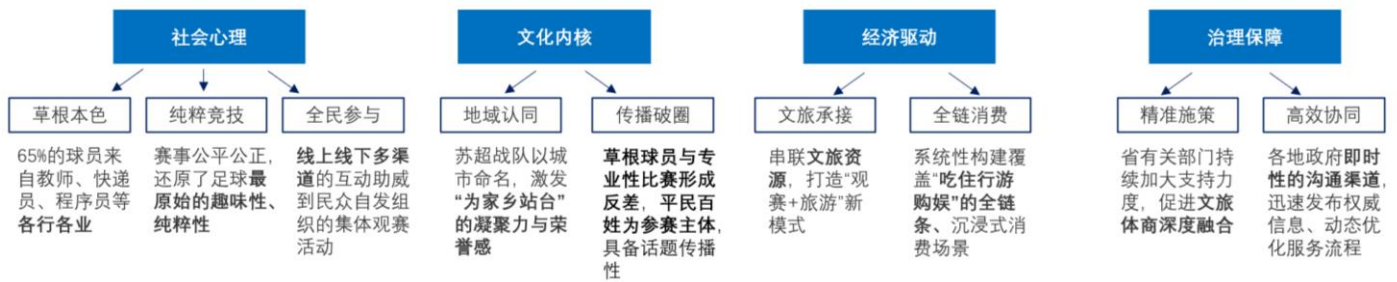 社会心理
草根本色
65%的球员来
自教师、快递
员、程序员等
各行各业
纯粹竞技
赛事公平公正，
还原了足球最
原始的趣味性、
纯粹性
全民参与
线上线下多渠
道的互动助威
到民众自发组
织的集体观赛
活动
文化内核
地域认同
苏超战队以城
市命名，激发
“为家乡站台”
的凝聚力与荣
誉感
传播破圈
草根球员与专
业性比赛形成
反差，平民百
姓为参赛主体，
具备话题传播
性
经济驱动
文旅承接
串联文旅资
源，打造“观
赛+旅游”新
模式
全链消费
系统性构建覆
盖“吃住行游
购娱”的全链
条、沉浸式消
费场景
治理保障
精准施策
省有关部门持
续加大支持力
度，促进文旅
体商深度融合
高效协同
各地政府即时
性的沟通渠道，
迅速发布权威
信息、动态优
化服务流程